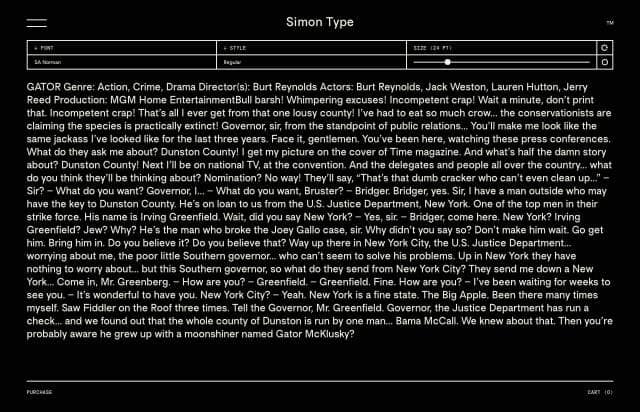 Simon Type
TM
↓ FONT
↓ STYLE
SIZE (24 PT)
SA Norman
Regular
GATOR Genre: Action, Crime, Drama Director(s): Burt Reynolds Actors: Burt Reynolds, Jack Weston, Lauren Hutton, Jerry
Reed Production: MGM Home EntertainmentBull barsh! Whimpering excuses! Incompetent crap! Wait a minute, don't print
that. Incompetent crap! That's all I ever get from that one lousy county! I've had to eat so much crow... the conservationists are
claiming the species is practically extinct! Governor, sir, from the standpoint of public relations... You'll make me look like the
same jackass I've looked like for the last three years. Face it, gentlemen. You've been here, watching these press conferences.
What do they ask me about? Dunston County! I get my picture on the cover of Time magazine. And what's half the damn story
about? Dunston County! Next I'll be on national TV, at the convention. And the delegates and people all over the country... what
do you think they'll be thinking about? Nomination? No way! They'll say, “That's that dumb cracker who can't even clean up...” –
Sir? – What do you want? Governor, I... – What do you want, Bruster? – Bridger. Bridger, yes. Sir, I have a man outside who may
have the key to Dunston County. He's on loan to us from the U.S. Justice Department, New York. One of the top men in their
strike force. His name is Irving Greenfield. Wait, did you say New York? – Yes, sir. – Bridger, come here. New York? Irving
Greenfield? Jew? Why? He's the man who broke the Joey Gallo case, sir. Why didn't you say so? Don't make him wait. Go get
him. Bring him in. Do you believe it? Do you believe that? Way up there in New York City, the U.S. Justice Department...
worrying about me, the poor little Southern governor... who can't seem to solve his problems. Up in New York they have
nothing to worry about... but this Southern governor, so what do they send from New York City? They send me down a New
York... Come in, Mr. Greenberg. – How are you? – Greenfield. – Greenfield. Fine. How are you? – I've been waiting for weeks to
see you. – It's wonderful to have you. New York City? – Yeah. New York is a fine state. The Big Apple. Been there many times
myself. Saw Fiddler on the Roof three times. Tell the Governor, Mr. Greenfield. Governor, the Justice Department has run a
check... and we found out that the whole county of Dunston is run by one man... Bama McCall. We knew about that. Then you're
probably aware he grew up with a moonshiner named Gator McKlusky?
PURCHASE
CART (0)